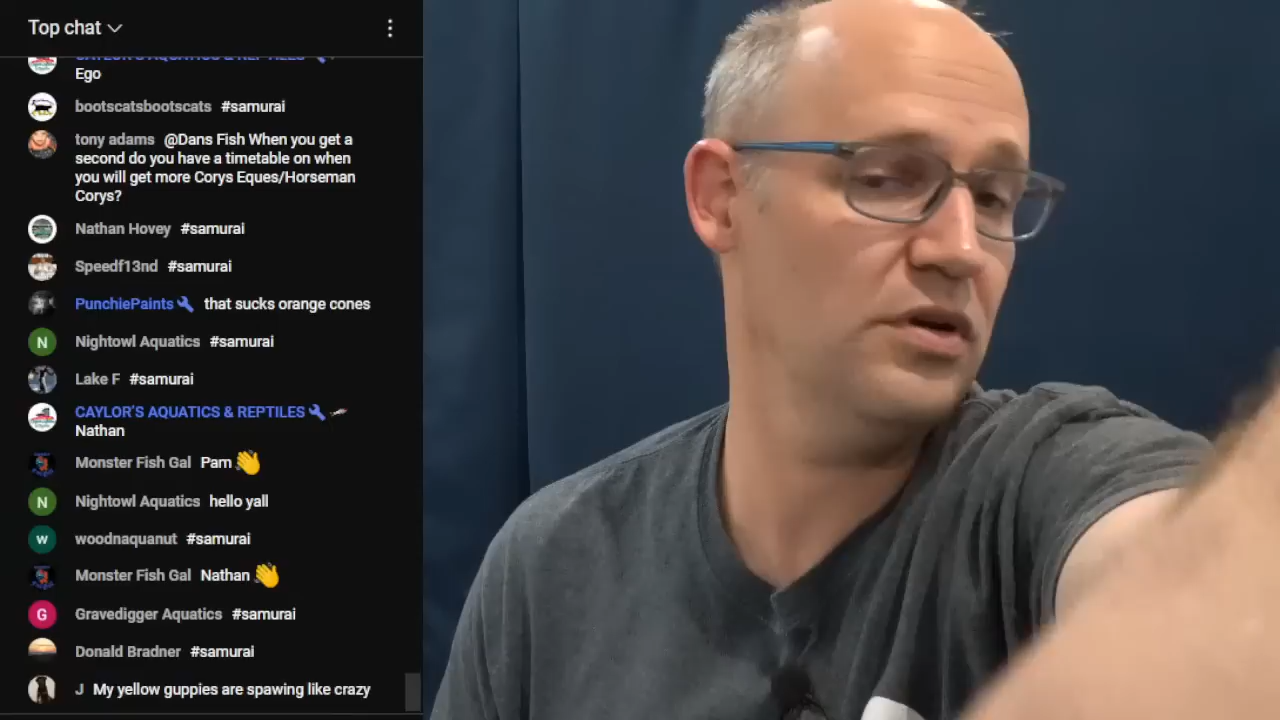 Top chat
CAYLOR'S AQUATICS & REPTILES
Ego
bootscatsbootscats #samurai
tony adams @Dans Fish When you get a
second do you have a timetable on when
you will get more Corys Eques/Horseman
Corys?
Nathan Hovey #samurai
Speedf13nd #samurai
PunchiePaints that sucks orange cones
N Nightowl Aquatics #samurai
Lake F #samurai
CAYLOR'S AQUATICS & REPTILES
Nathan
Monster Fish Gal Pam 👋
N Nightowl Aquatics hello yall
w woodnaquanut #samurai
Monster Fish Gal Nathan 👋
G Gravedigger Aquatics #samurai
Donald Bradner #samurai
J My yellow guppies are spawing like crazy